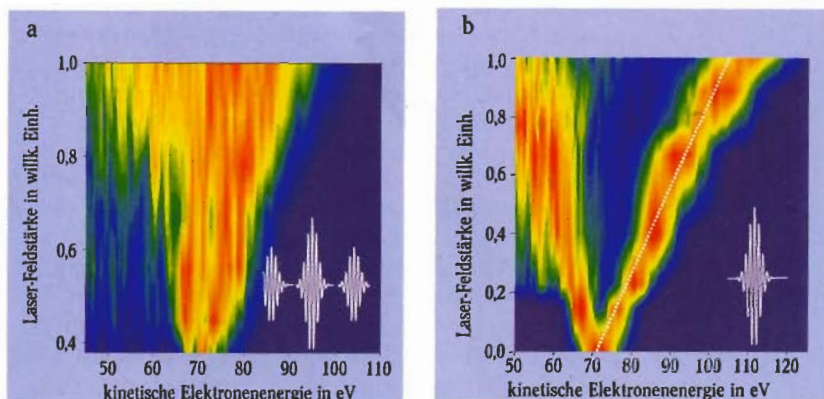 a
Laser-Feldstärke in willk. Einh.
1,0
0,8
0,6
0,4
50 60 70 80 90 100 110
kinetische Elektronenenergie in eV
b
Laser-Feldstärke in willk. Einh.
1,0
0,8
0,6
0,4
0,2
0,0
50 60 70 80 90 100 110 120
kinetische Elektronenenergie in eV